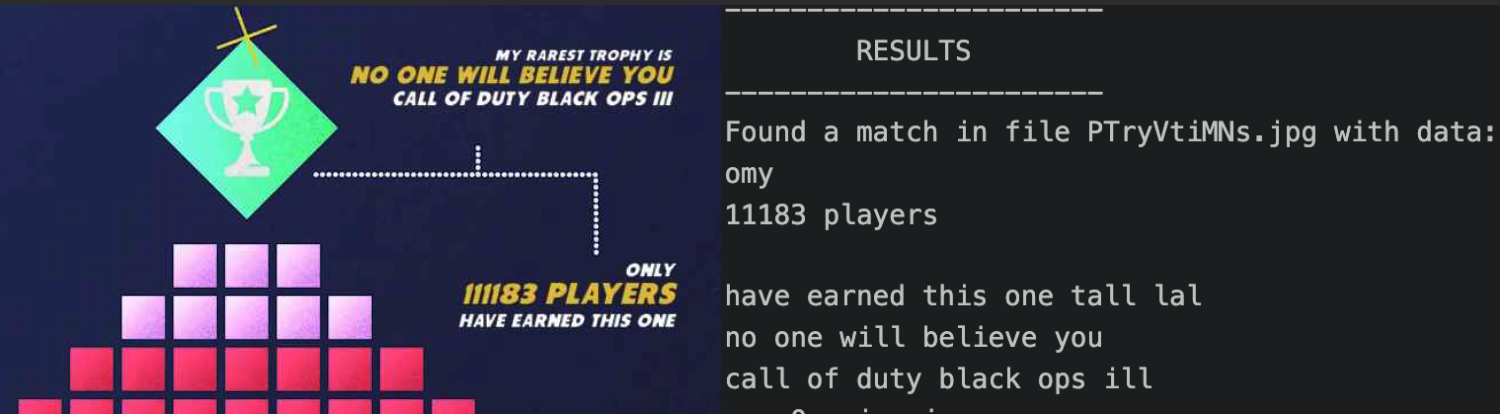 MY RAREST TROPHY IS
NO ONE WILL BELIEVE YOU
CALL OF DUTY BLACK OPS III
ONLY
111183 PLAYERS
HAVE EARNED THIS ONE
RESULTS
Found a match in file PTryVtiMNs.jpg with data:
omy
11183 players
have earned this one tall lal
no one will believe you
call of duty black ops ill